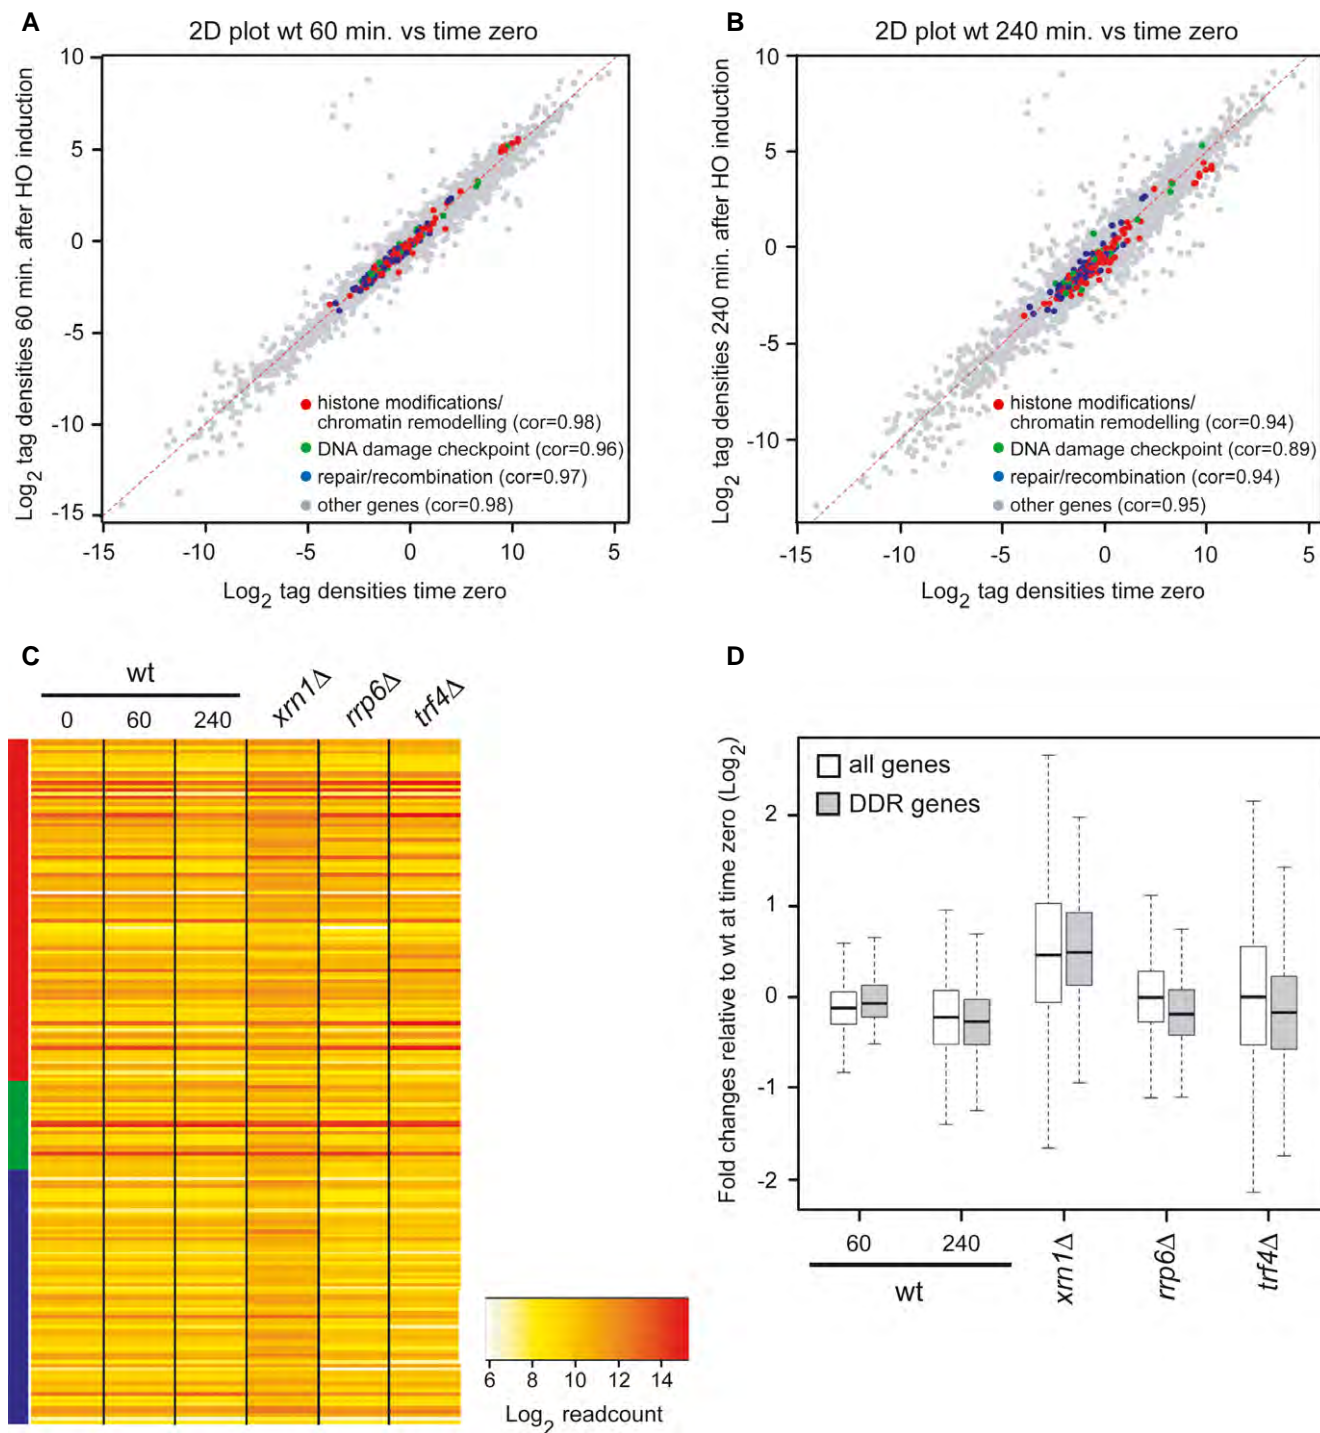 A
2D plot wt 60 min. vs time zero
Log2 tag densities 60 min. after HO induction
10
5
0
-5
-10
-15
histone modifications/
chromatin remodelling (cor=0.98)
DNA damage checkpoint (cor=0.96)
repair/recombination (cor=0.97)
other genes (cor=0.98)
-15 -5 0 10 5
Log2 tag densities time zero
B
2D plot wt 240 min. vs time zero
Log2 tag densities 240 min. after HO induction
10
5
0
-5
-10
histone modifications/
chromatin remodelling (cor=0.94)
DNA damage checkpoint (cor=0.89)
repair/recombination (cor=0.94)
other genes (cor=0.95)
-15 -10 -5 0 10 5
Log2 tag densities time zero
C
wt
0 60 240 xrn1Δ rrp6Δ trf4Δ
6 8 10 12 14
Log2 readcount
D
Fold changes relative to wt at time zero (Log2)
2
1
0
-1
-2
all genes
DDR genes
60 240 xrn1Δ rrp6Δ trf4Δ
wt